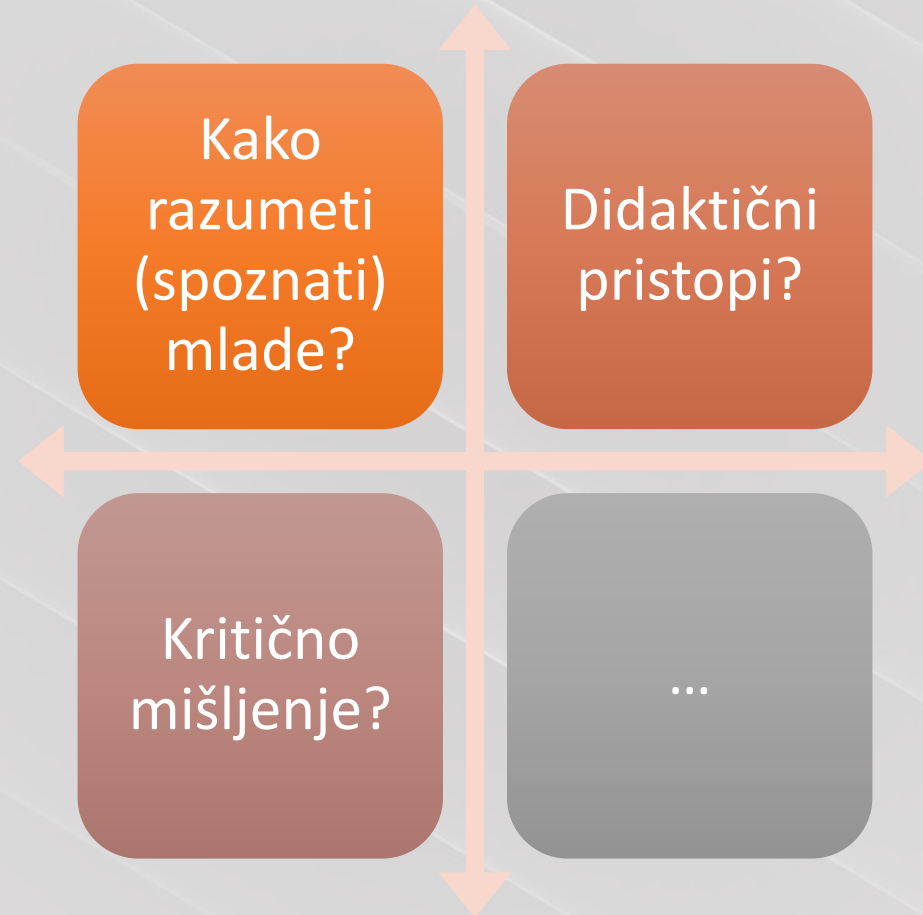 Kako
razumeti
(spoznati)
mlade?
Didaktični
pristopi?
Kritično
mišljenje?
...